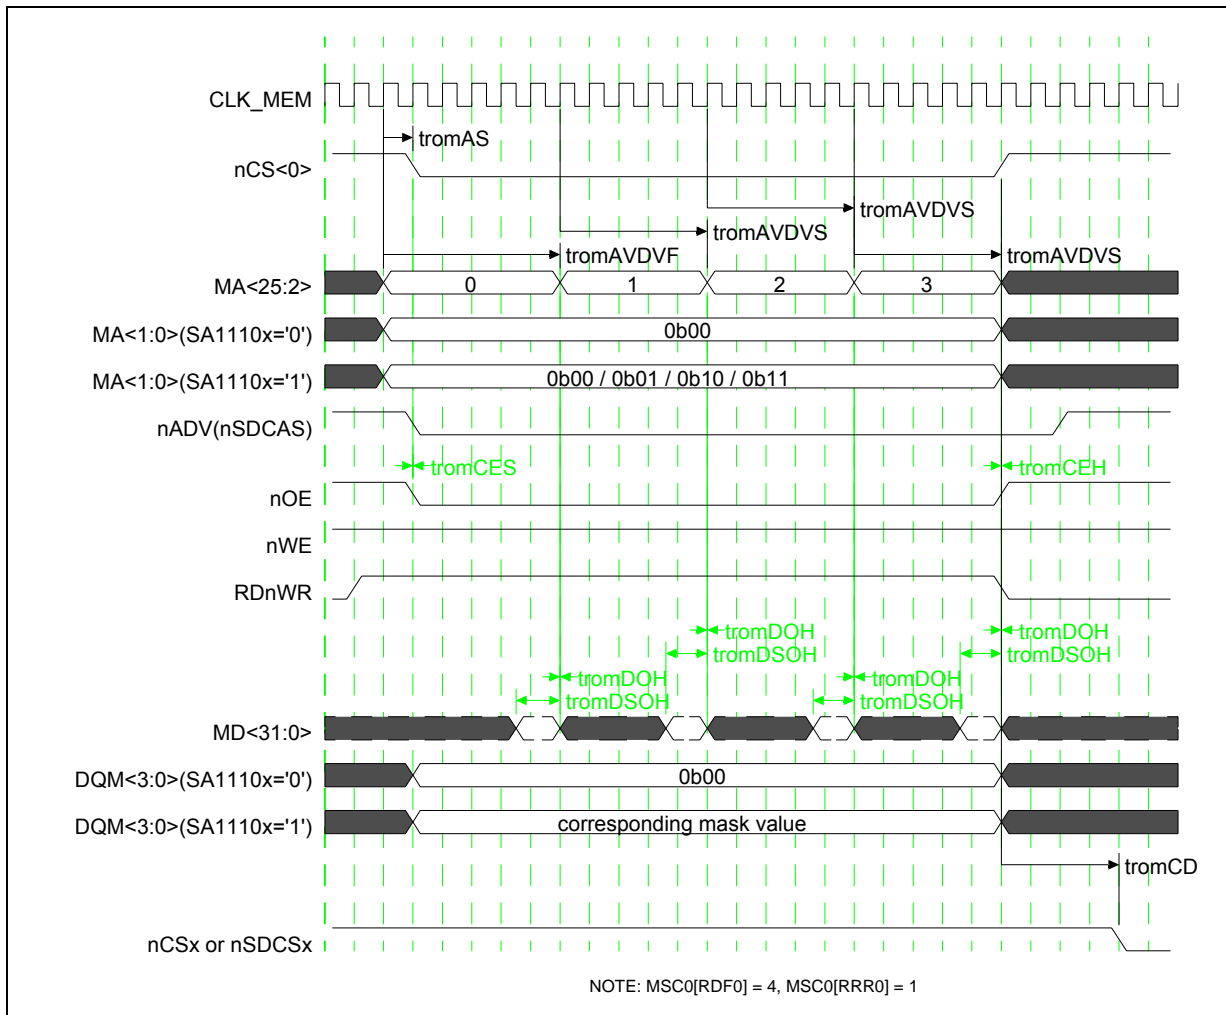 CLK_MEM
tromAS
nCS<0>
tromAVDVS
tromAVDVS
tromAVDVF
tromAVDVS
MA<25:2>
0
1
2
3
MA<1:0>(SA1110x='0')
0b00
MA<1:0>(SA1110x='1')
0b00 / 0b01 / 0b10 / 0b11
nADV(nSDCAS)
tromCES
tromCEH
nOE
nWE
RDnWR
tromDOH
tromDOH
tromDSOH
tromDSOH
tromDOH
tromDOH
tromDSOH
tromDSOH
MD<31:0>
DQM<3:0>(SA1110x='0')
0b00
DQM<3:0>(SA1110x='1')
corresponding mask value
tromCD
nCSx or nSDCSx
NOTE: MSC0[RDF0] = 4, MSC0[RRR0] = 1